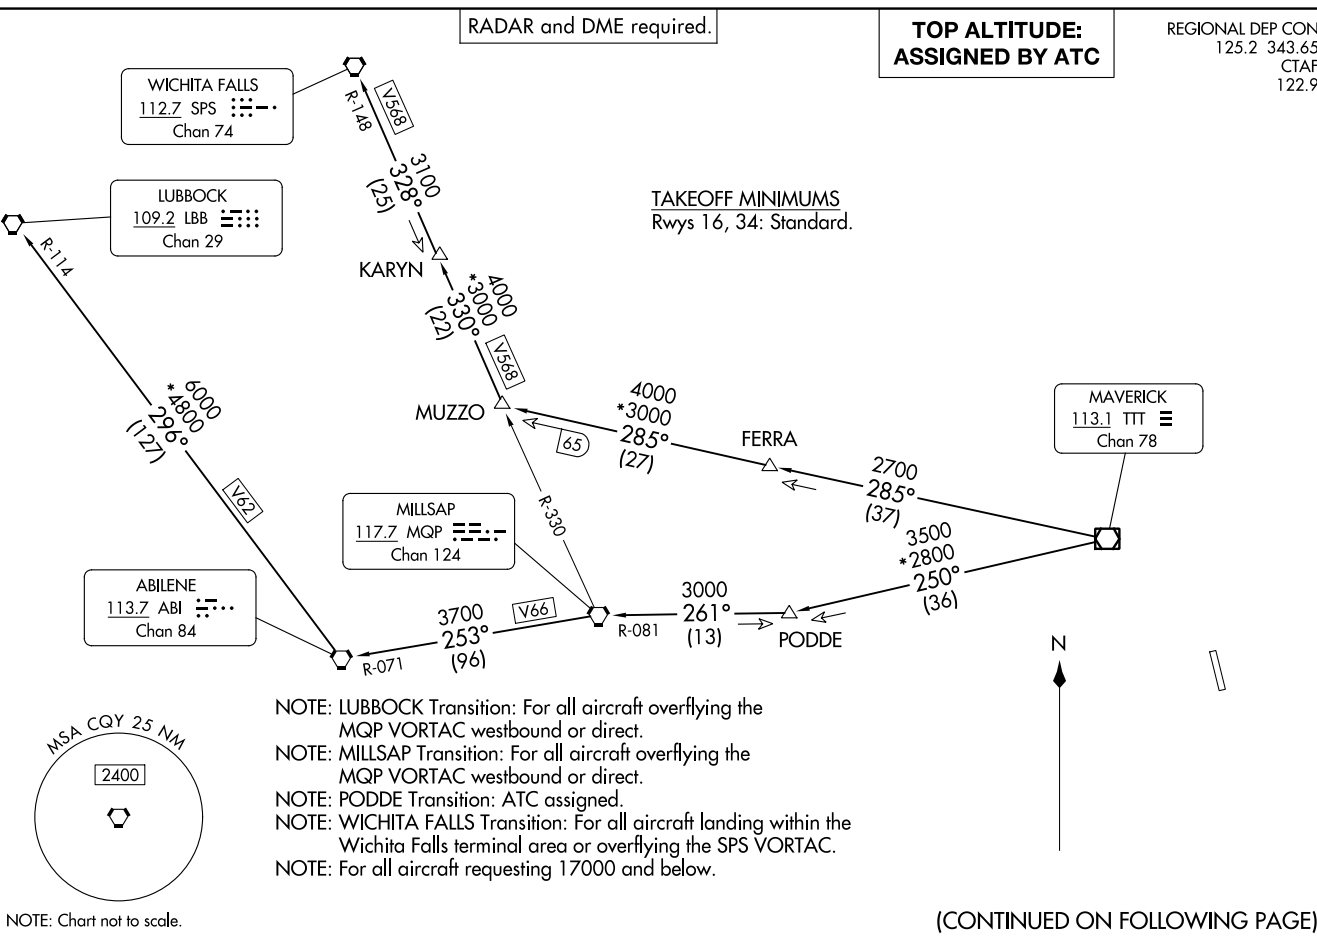 RADAR and DME required.
TOP ALTITUDE:
ASSIGNED BY ATC
REGIONAL DEP CON
125.2 343.65
CTAF
122.9
WICHITA FALLS
112.7 SPS
Chan 74
R-148
V568
3100
328°
(25)
LUBBOCK
109.2 LBB
Chan 29
R-114
TAKEOFF MINIMUMS
Rwys 16, 34: Standard.
KARYN
4000
*3000
330°
(22)
V568
6000
*4800
296°
(127)
V62
MUZZO
4000
*3000
285°
(27)
65
FERRA
2700
285°
(37)
MAVERICK
113.1 TTT
Chan 78
MILLSAP
117.7 MQP
Chan 124
R-330
3500
*2800
250°
(36)
ABILENE
113.7 ABI
Chan 84
R-071
3700
253°
(96)
V66
R-081
3000
261°
(13)
PODDE
N
MSA CQY 25 NM
2400
NOTE: LUBBOCK Transition: For all aircraft overflying the
MQP VORTAC westbound or direct.
NOTE: MILLSAP Transition: For all aircraft overflying the
MQP VORTAC westbound or direct.
NOTE: PODDE Transition: ATC assigned.
NOTE: WICHITA FALLS Transition: For all aircraft landing within the
Wichita Falls terminal area or overflying the SPS VORTAC.
NOTE: For all aircraft requesting 17000 and below.
NOTE: Chart not to scale.
(CONTINUED ON FOLLOWING PAGE)